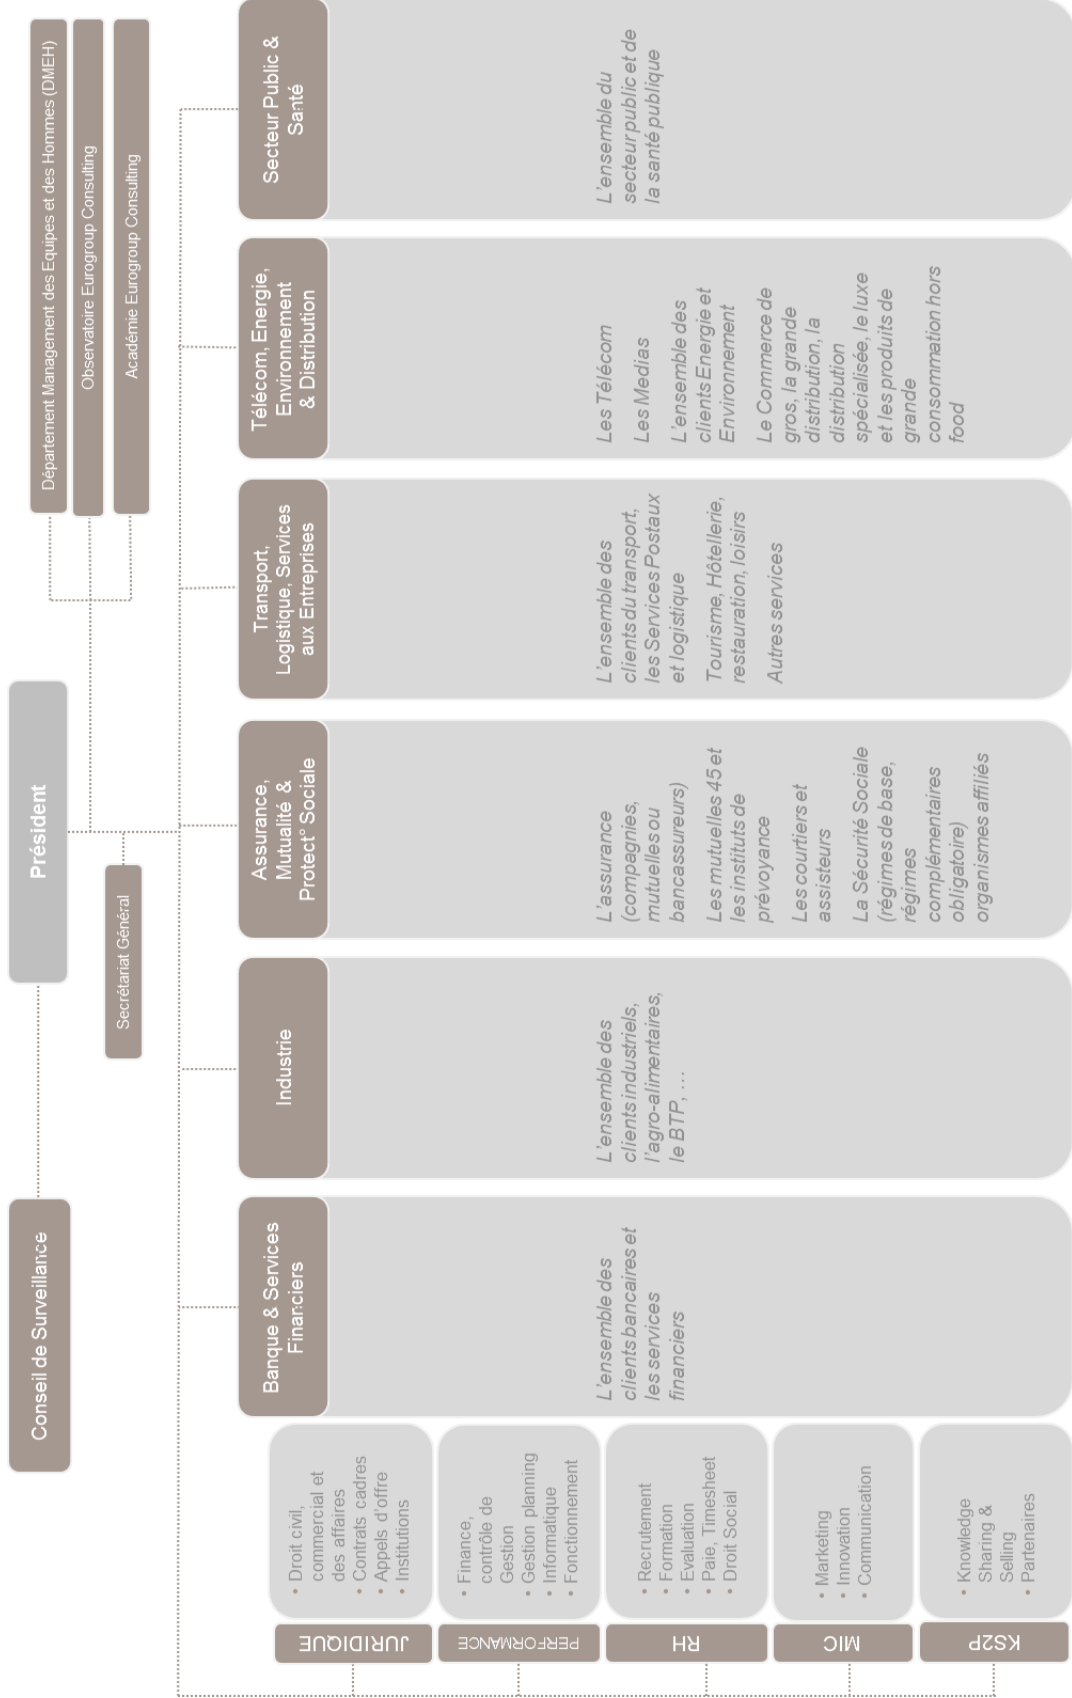 Conseil de Surveillance
Président
Secrétariat Général
Département Management des Equipes et des Hommes (DMEH)
Observatoire Eurogroup Consulting
Académie Eurogroup Consulting
Banque & Services
Financiers
Industrie
Assurance,
Mutualité &
Protect° Sociale
Transport,
Logistique, Services
aux Entreprises
Télécom, Energie,
Environnement
& Distribution
Secteur Public &
Santé
JURIDIQUE
• Droit civil,
commercial et
des affaires
• Contrats cadres
• Appels d'offre
• Institutions
PERFORMANCE
• Finance,
contrôle de
Gestion
• Gestion planning
• Informatique
• Fonctionnement
RH
• Recrutement
• Formation
• Evaluation
• Paie, Timesheet
• Droit Social
MIC
• Marketing
• Innovation
• Communication
KS2P
• Knowledge
Sharing &
Selling
• Partenaires
L'ensemble des
clients bancaires et
les services
financiers
L'ensemble des
clients industriels,
l'agro-alimentaires,
le BTP, …
L'assurance
(compagnies,
mutuelles ou
bancassureurs)
Les mutuelles 45 et
les instituts de
prévoyance
Les courtiers et
assisteurs
La Sécurité Sociale
(régimes de base,
régimes
complémentaires
obligatoire)
organismes affiliés
L'ensemble des
clients du transport,
les Services Postaux
et logistique
Tourisme, Hôtellerie,
restauration, loisirs
Autres services
Les Télécom
Les Medias
L'ensemble des
clients Energie et
Environnement
Le Commerce de
gros, la grande
distribution, la
distribution
spécialisée, le luxe
et les produits de
grande
consommation hors
food
L'ensemble du
secteur public et de
la santé publique